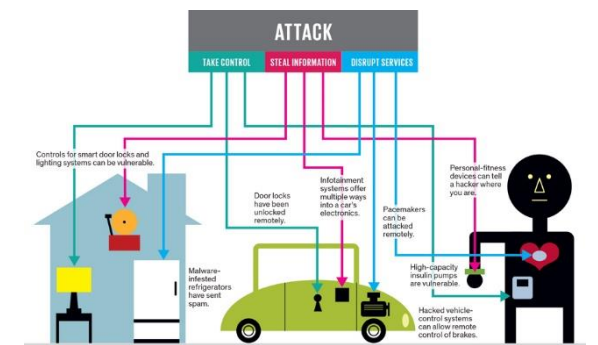 ATTACK
TAKE CONTROL
STEAL INFORMATION
DISRUPT SERVICES
Controls for smart door locks and
lighting systems can be vulnerable.
Door locks
have been
unlocked
remotely.
Infotainment
systems offer
multiple ways
into a car's
electronics.
Pacemakers
can be
attacked
remotely.
Personal-fitness
devices can tell
a hacker where
you are.
Malware-
infested
refrigerators
have sent
spam.
High-capacity
insulin pumps
are vulnerable.
Hacked vehicle-
control systems
can allow remote
control of brakes.